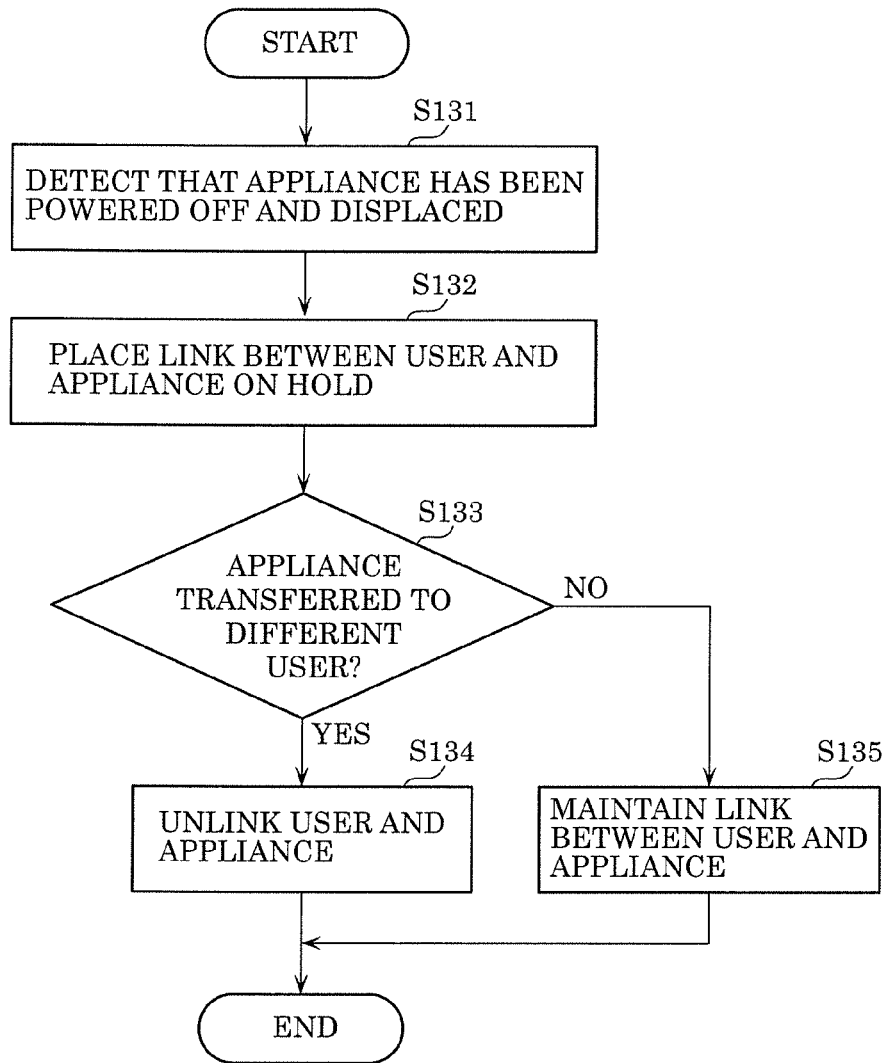 START
S131
DETECT THAT APPLIANCE HAS BEEN
POWERED OFF AND DISPLACED
S132
PLACE LINK BETWEEN USER AND
APPLIANCE ON HOLD
S133
APPLIANCE
TRANSFERRED TO
DIFFERENT
USER?
NO
YES
S134
UNLINK USER AND
APPLIANCE
S135
MAINTAIN LINK
BETWEEN USER AND
APPLIANCE
END